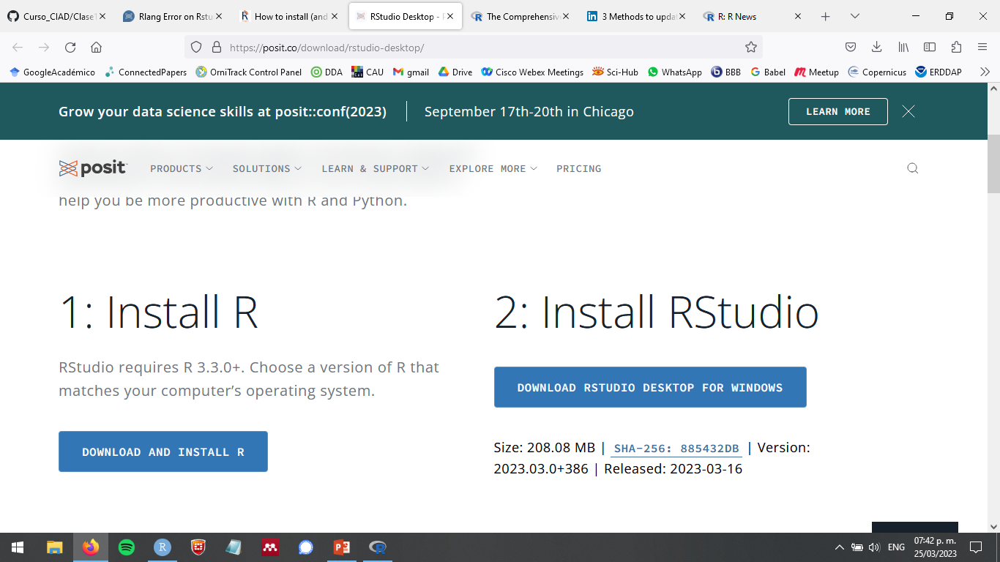 Curso_CIAD/Clase
Rlang Error on Rstu
How to install (and
RStudio Desktop -
The Comprehensive
3 Methods to updat
R: R News
https://posit.co/download/rstudio-desktop/
GoogleAcadémico ConnectedPapers OrniTrack Control Panel DDA CAU gmail Drive Cisco Webex Meetings Sci-Hub WhatsApp BBB Babel Meetup Copernicus ERDDAP
Grow your data science skills at posit::conf(2023) September 17th-20th in Chicago LEARN MORE
posit PRODUCTS SOLUTIONS LEARN & SUPPORT EXPLORE MORE PRICING
help you be more productive with R and Python.
1: Install R
RStudio requires R 3.3.0+. Choose a version of R that
matches your computer’s operating system.
DOWNLOAD AND INSTALL R
2: Install RStudio
DOWNLOAD RSTUDIO DESKTOP FOR WINDOWS
Size: 208.08 MB | SHA-256: 885432DB | Version:
2023.03.0+386 | Released: 2023-03-16
ENG
07:42 p. m.
25/03/2023